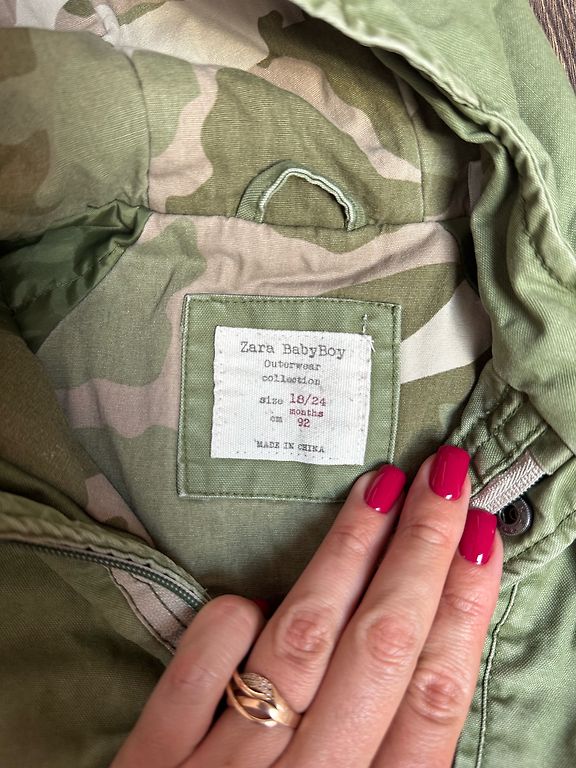 Zara BabyBoy
Outerwear
collection
size 18/24
months
cm 92
MADE IN CHINA